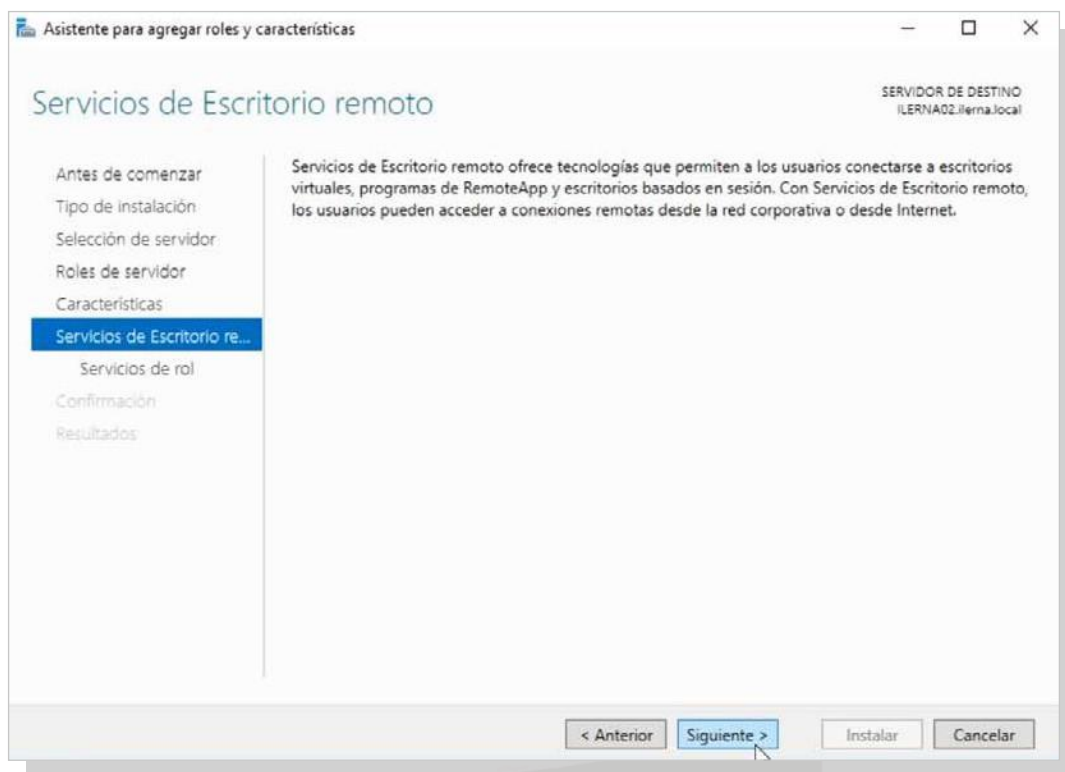 Asistente para agregar roles y características
Servicios de Escritorio remoto
SERVIDOR DE DESTINO
ILERNA02.ilerna.local
Antes de comenzar
Tipo de instalación
Selección de servidor
Roles de servidor
Características
Servicios de Escritorio re...
Servicios de rol
Confirmación
Resultados
Servicios de Escritorio remoto ofrece tecnologías que permiten a los usuarios conectarse a escritorios
virtuales, programas de RemoteApp y escritorios basados en sesión. Con Servicios de Escritorio remoto,
los usuarios pueden acceder a conexiones remotas desde la red corporativa o desde Internet.
< Anterior
Siguiente >
Instalar
Cancelar